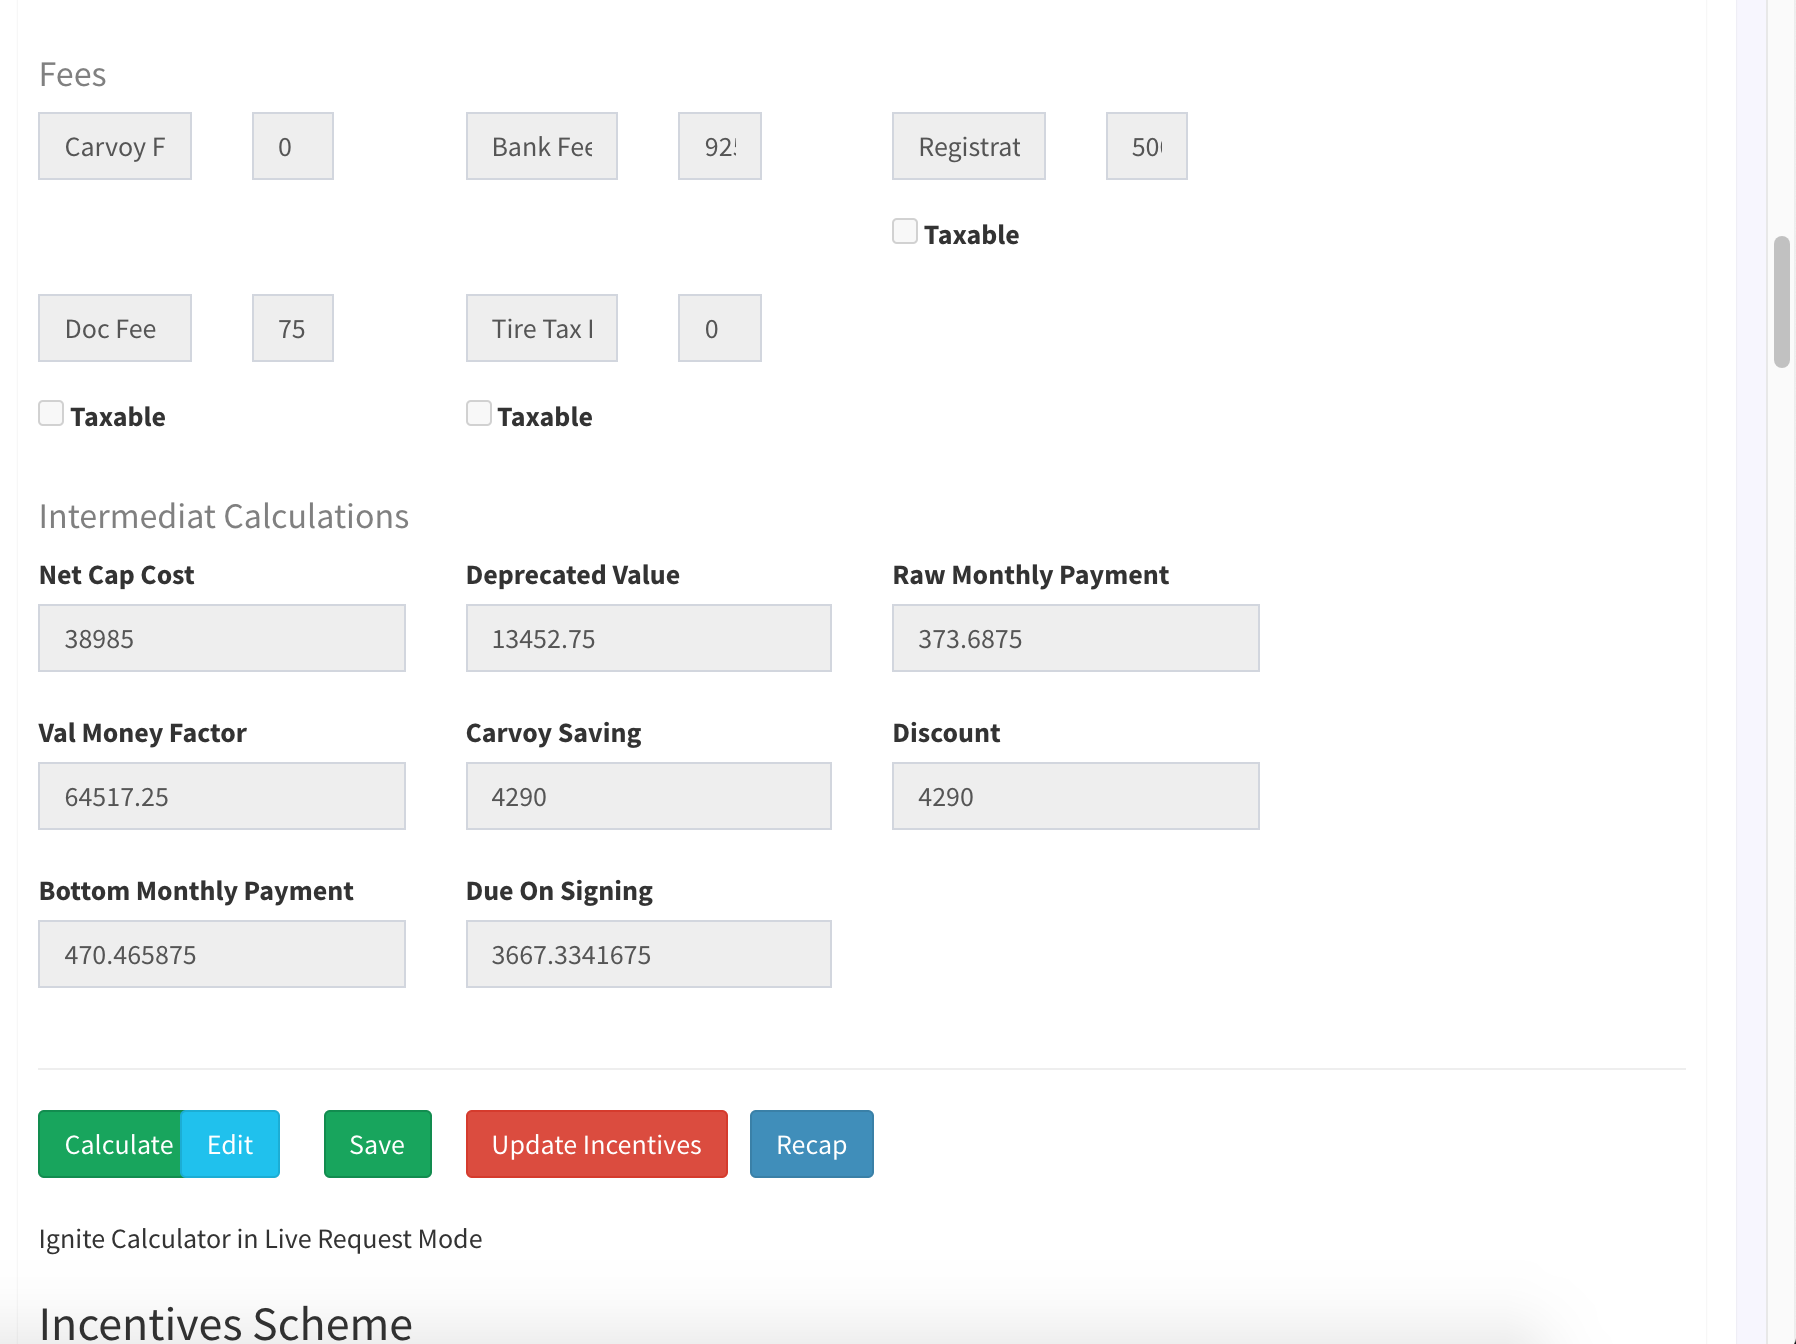 Fees
Carvoy F 0 Bank Fee 92 Registrat 50
Taxable
Doc Fee 75 Tire Tax 0
Taxable Taxable
Intermediat Calculations
Net Cap Cost Deprecated Value Raw Monthly Payment
38985 13452.75 373.6875
Val Money Factor Carvoy Saving Discount
64517.25 4290 4290
Bottom Monthly Payment Due On Signing
470.465875 3667.3341675
Calculate Edit Save Update Incentives Recap
Ignite Calculator in Live Request Mode
Incentives Scheme